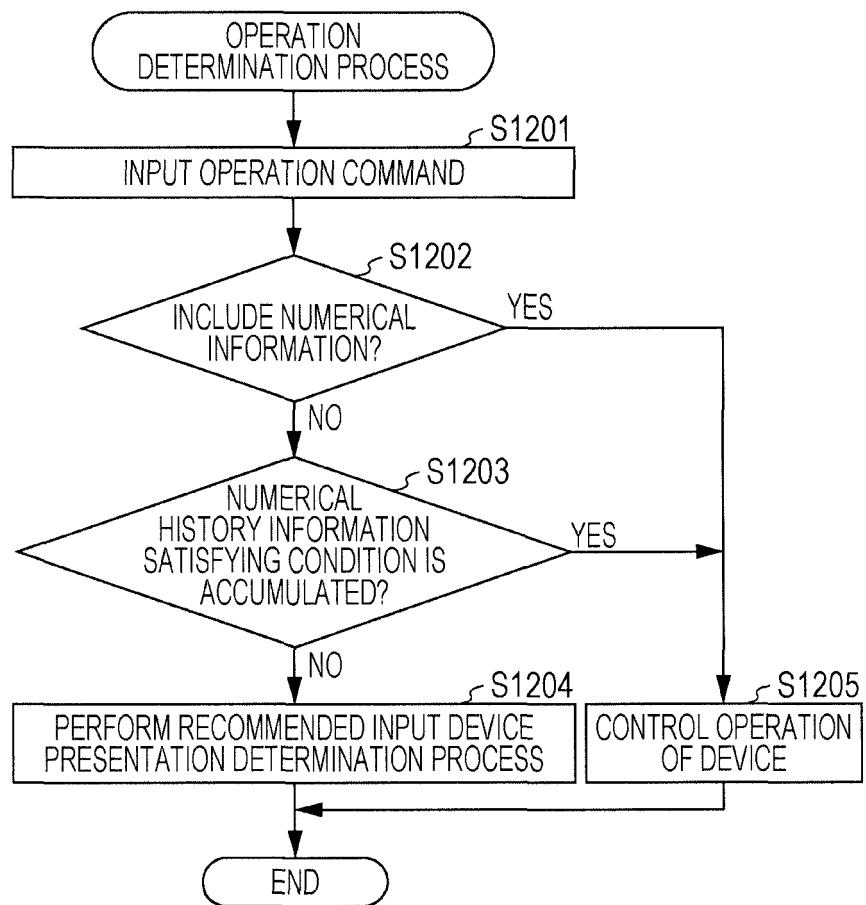 OPERATION
DETERMINATION PROCESS
S1201
INPUT OPERATION COMMAND
S1202
INCLUDE NUMERICAL
INFORMATION?
YES
NO
S1203
NUMERICAL
HISTORY INFORMATION
SATISFYING CONDITION IS
ACCUMULATED?
YES
NO
S1204
PERFORM RECOMMENDED INPUT DEVICE
PRESENTATION DETERMINATION PROCESS
S1205
CONTROL OPERATION
OF DEVICE
END